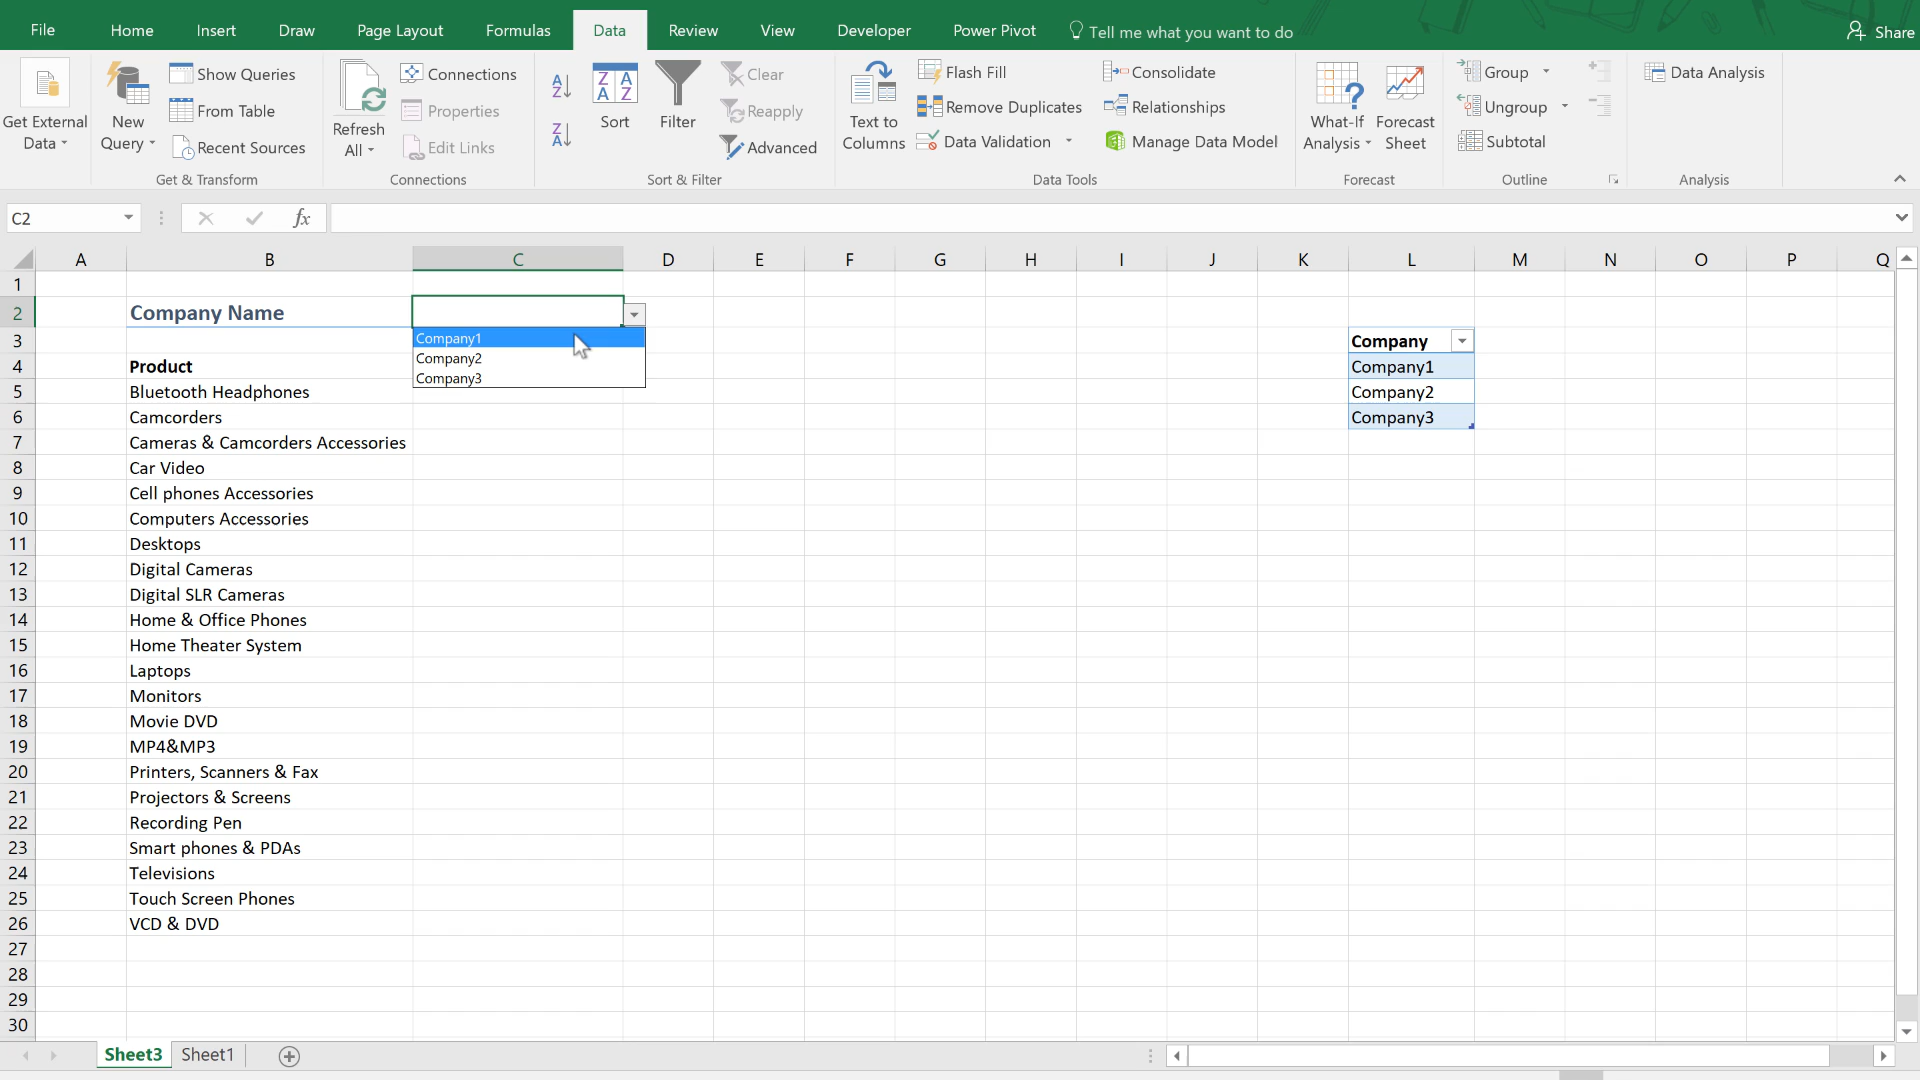 File Home Insert Draw Page Layout Formulas Data Review View Developer Power Pivot Tell me what you want to do Share
Get External Data
New Query
Show Queries
From Table
Recent Sources
Get & Transform
Refresh All
Connections
Properties
Edit Links
Connections
A Z
Z A
Z A A Z
Sort
Filter
Clear
Reapply
Advanced
Sort & Filter
Text to Columns
Flash Fill
Remove Duplicates
Data Validation
Consolidate
Relationships
Manage Data Model
Data Tools
What-If Analysis
Forecast Sheet
Forecast
Group
Ungroup
Subtotal
Outline
Data Analysis
Analysis
C2 fx
A B C D E F G H I J K L M N O P Q
1
2 Company Name
Company1
Company2
Company3
3 Company
4 Product Company1
5 Bluetooth Headphones Company2
6 Camcorders Company3
7 Cameras & Camcorders Accessories
8 Car Video
9 Cell phones Accessories
10 Computers Accessories
11 Desktops
12 Digital Cameras
13 Digital SLR Cameras
14 Home & Office Phones
15 Home Theater System
16 Laptops
17 Monitors
18 Movie DVD
19 MP4&MP3
20 Printers, Scanners & Fax
21 Projectors & Screens
22 Recording Pen
23 Smart phones & PDAs
24 Televisions
25 Touch Screen Phones
26 VCD & DVD
27
28
29
30
Sheet3 Sheet1